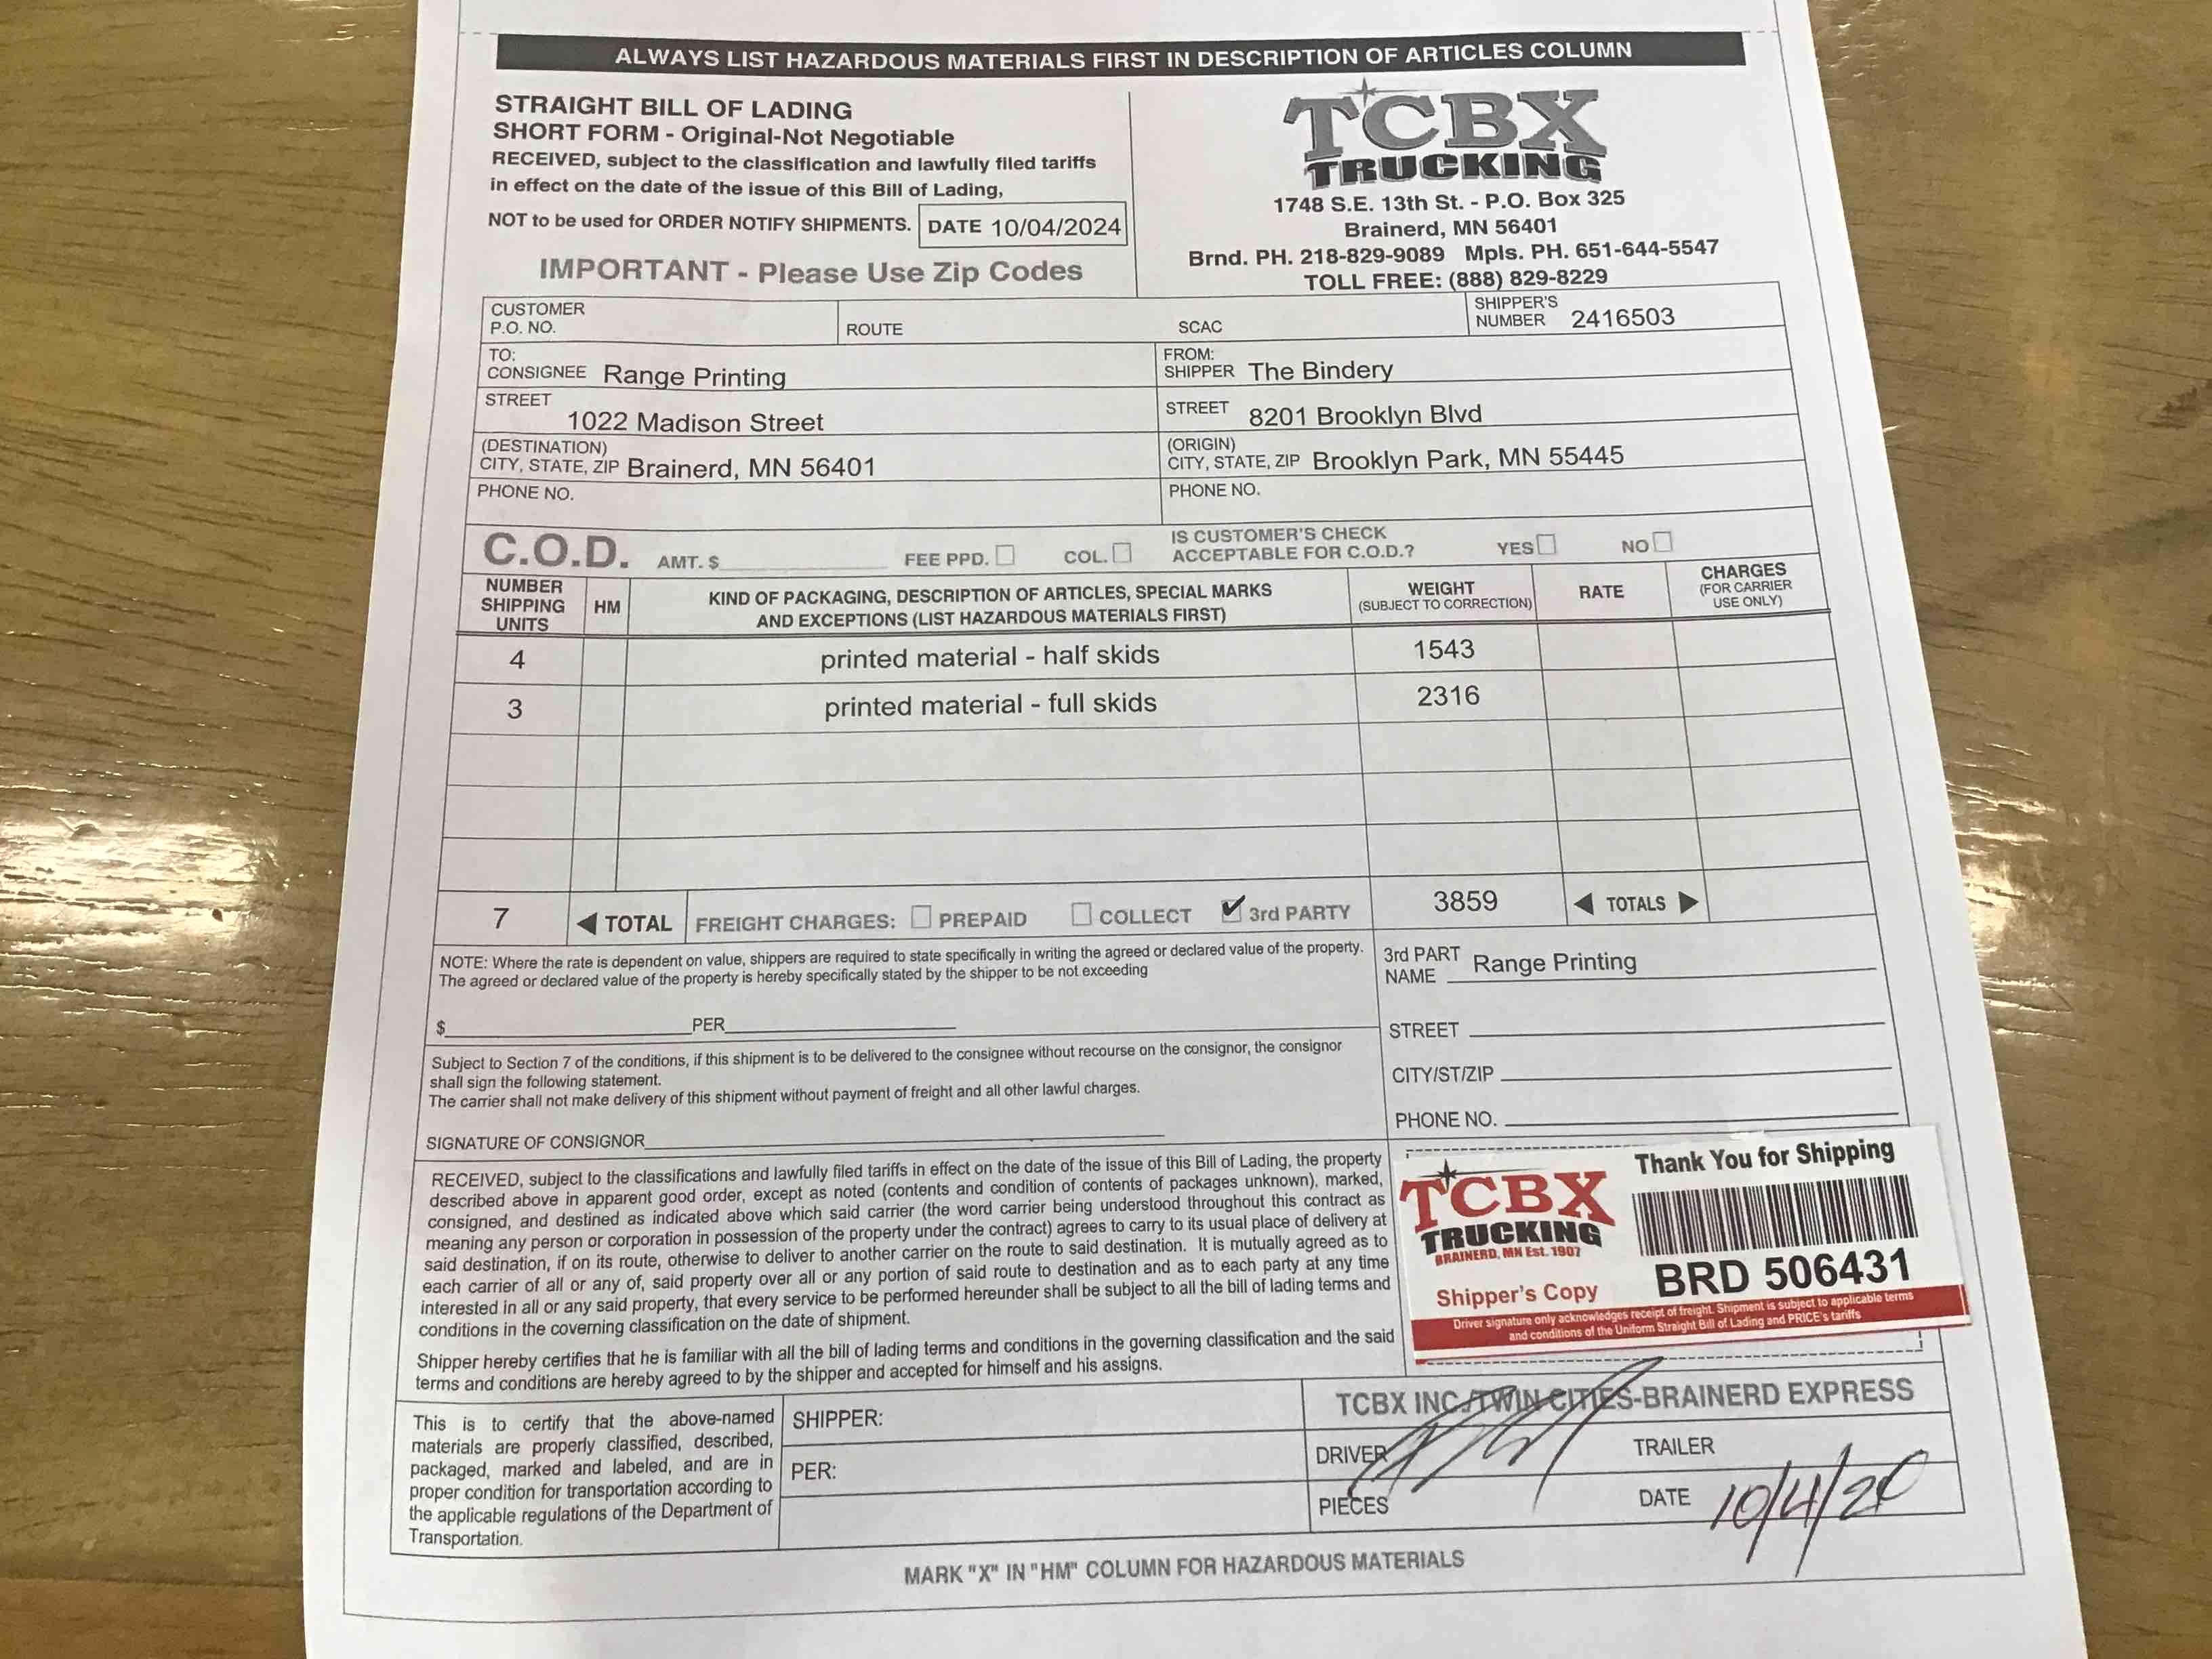 ALWAYS LIST HAZARDOUS MATERIALS FIRST IN DESCRIPTION OF ARTICLES COLUMN
STRAIGHT BILL OF LADING
SHORT FORM - Original-Not Negotiable
RECEIVED, subject to the classification and lawfully filed tariffs
in effect on the date of the issue of this Bill of Lading,
NOT to be used for ORDER NOTIFY SHIPMENTS. DATE 10/04/2024
IMPORTANT - Please Use Zip Codes
TCBX
TRUCKING
1748 S.E. 13th St. - P.O. Box 325
Brainerd, MN 56401
Brnd. PH. 218-829-9089 Mpls. PH. 651-644-5547
TOLL FREE: (888) 829-8229
CUSTOMER
P.O. NO.
ROUTE
SCAC
SHIPPER'S
NUMBER 2416503
TO:
CONSIGNEE Range Printing
FROM:
SHIPPER The Bindery
STREET
1022 Madison Street
STREET 8201 Brooklyn Blvd
(DESTINATION)
CITY, STATE, ZIP Brainerd, MN 56401
(ORIGIN)
CITY, STATE, ZIP Brooklyn Park, MN 55445
PHONE NO.
PHONE NO.
C.O.D. AMT. $ FEE PPD. COL.
IS CUSTOMER'S CHECK
ACCEPTABLE FOR C.O.D.? YES NO
NUMBER
SHIPPING
UNITS
HM
KIND OF PACKAGING, DESCRIPTION OF ARTICLES, SPECIAL MARKS
AND EXCEPTIONS (LIST HAZARDOUS MATERIALS FIRST)
WEIGHT
(SUBJECT TO CORRECTION)
RATE
CHARGES
(FOR CARRIER
USE ONLY)
4 printed material - half skids 1543
3 printed material - full skids 2316
7 ◀ TOTAL FREIGHT CHARGES: PREPAID COLLECT ✔ 3rd PARTY 3859 ◀ TOTALS ▶
NOTE: Where the rate is dependent on value, shippers are required to state specifically in writing the agreed or declared value of the property.
The agreed or declared value of the property is hereby specifically stated by the shipper to be not exceeding
$ PER
3rd PART
NAME Range Printing
STREET
CITY/ST/ZIP
PHONE NO.
Subject to Section 7 of the conditions, if this shipment is to be delivered to the consignee without recourse on the consignor, the consignor
shall sign the following statement.
The carrier shall not make delivery of this shipment without payment of freight and all other lawful charges.
SIGNATURE OF CONSIGNOR
RECEIVED, subject to the classifications and lawfully filed tariffs in effect on the date of the issue of this Bill of Lading, the property
described above in apparent good order, except as noted (contents and condition of contents of packages unknown), marked,
consigned, and destined as indicated above which said carrier (the word carrier being understood throughout this contract as
meaning any person or corporation in possession of the property under the contract) agrees to carry to its usual place of delivery at
said destination, if on its route, otherwise to deliver to another carrier on the route to said destination. It is mutually agreed as to
each carrier of all or any of, said property over all or any portion of said route to destination and as to each party at any time
interested in all or any said property, that every service to be performed hereunder shall be subject to all the bill of lading terms and
conditions in the coverning classification on the date of shipment.
Shipper hereby certifies that he is familiar with all the bill of lading terms and conditions in the governing classification and the said
terms and conditions are hereby agreed to by the shipper and accepted for himself and his assigns.
Thank You for Shipping
TCBX
TRUCKING
BRAINERD, MN Est. 1907
Shipper's Copy
BRD 506431
Driver signature only acknowledges receipt of freight. Shipment is subject to applicable terms
and conditions of the Uniform Straight Bill of Lading and PRICE's tariffs
This is to certify that the above-named
materials are properly classified, described,
packaged, marked and labeled, and are in
proper condition for transportation according to
the applicable regulations of the Department of
Transportation.
SHIPPER:
PER:
TCBX INC./TWIN CITIES-BRAINERD EXPRESS
DRIVER TRAILER
PIECES DATE 10/4/20
MARK "X" IN "HM" COLUMN FOR HAZARDOUS MATERIALS